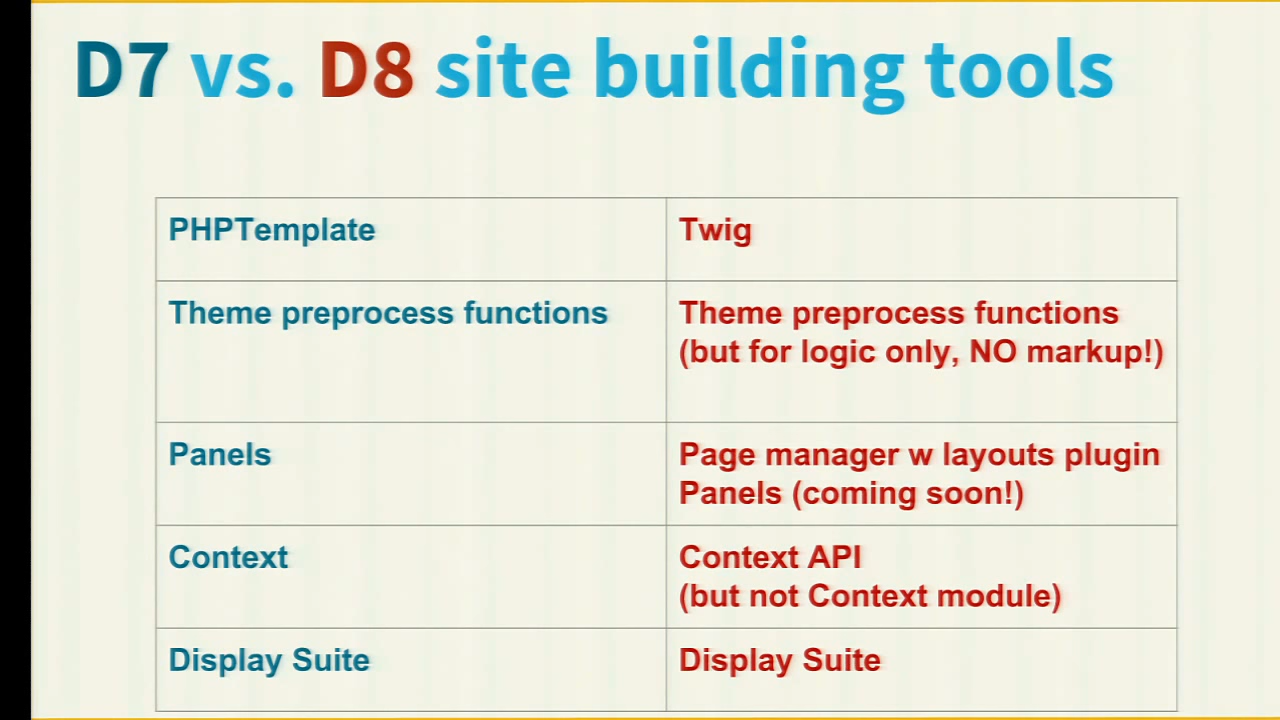 D7 vs. D8 site building tools
PHPTemplate
Twig
Theme preprocess functions
Theme preprocess functions
(but for logic only, NO markup!)
Panels
Page manager w layouts plugin
Panels (coming soon!)
Context
Context API
(but not Context module)
Display Suite
Display Suite